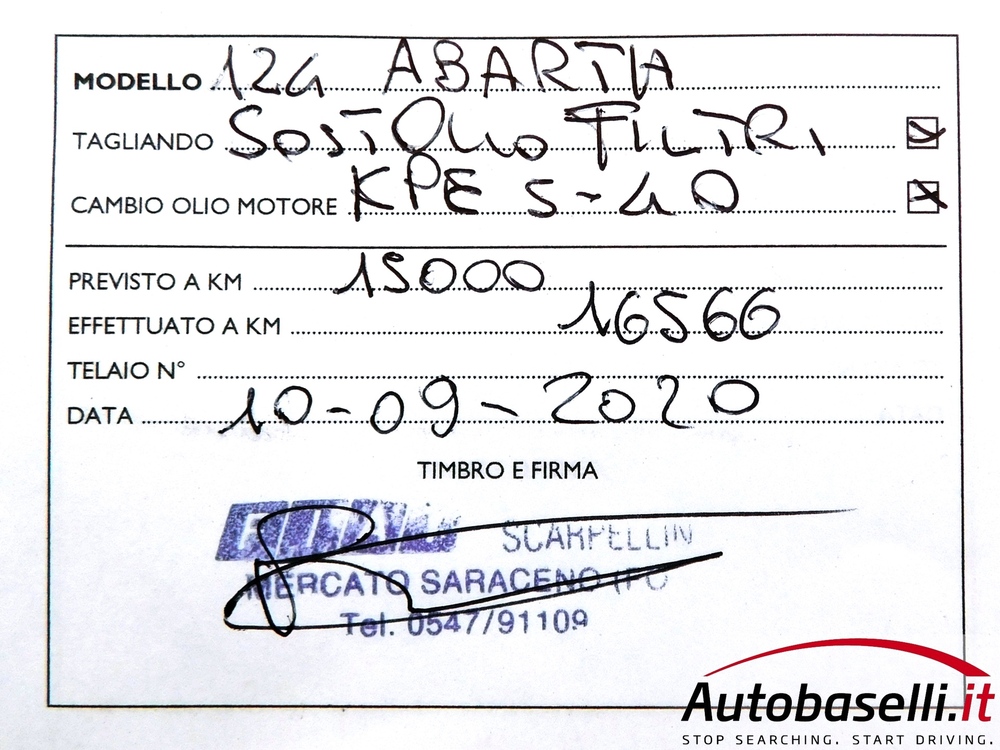 MODELLO 124 ABARTH
TAGLIANDO SOST OLIO FILTRI
CAMBIO OLIO MOTORE KPE 5-40
PREVISTO A KM 15000
EFFETTUATO A KM 16566
TELAIO N°
DATA 10-09-2020
TIMBRO E FIRMA
FIAT SCARPELLIN
MERCATO SARACENO (FO
Tel. 0547/91109
Autobaselli.it
STOP SEARCHING. START DRIVING.